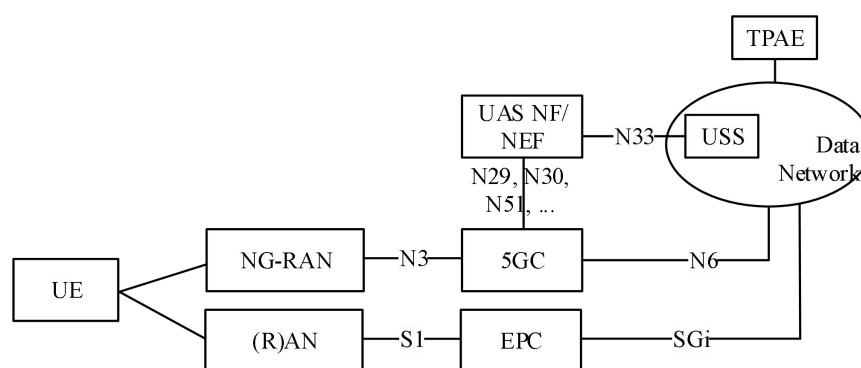 TPAE
UAS NF/
NEF
N33
USS
Data
Network
N29, N30,
N51, ...
UE
NG-RAN
N3
5GC
N6
(R)AN
S1
EPC
SGi